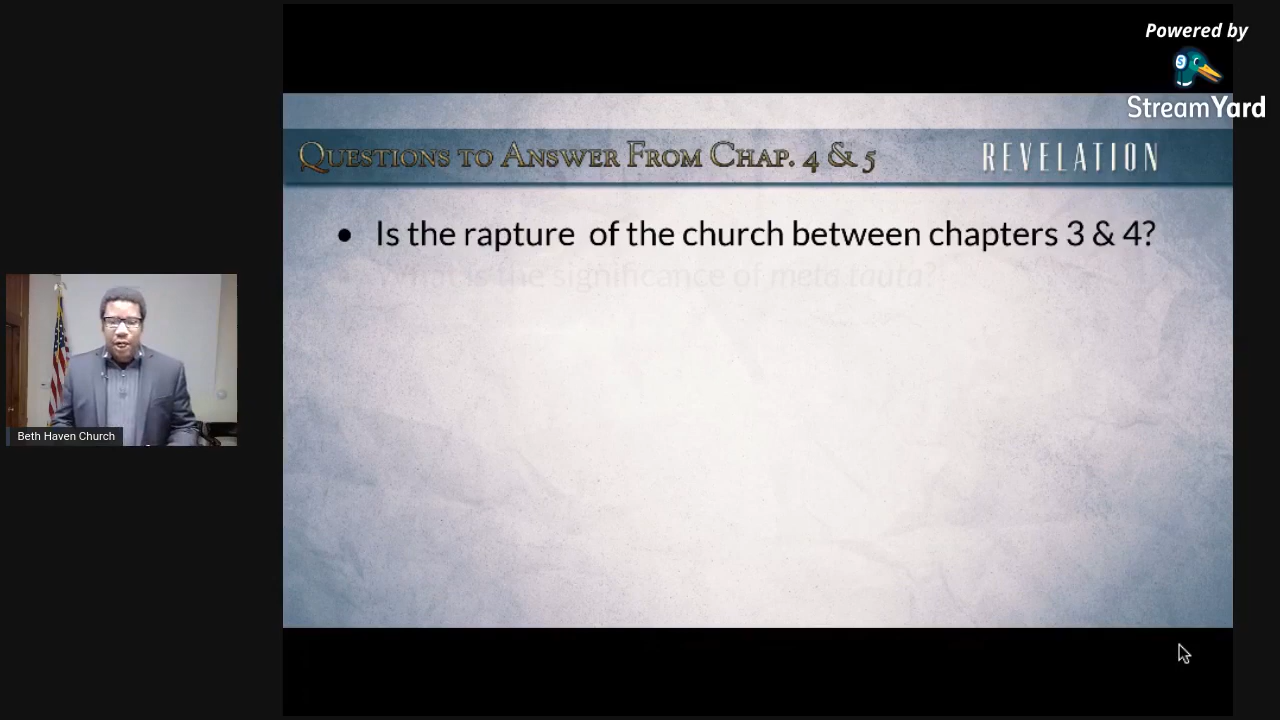 Powered by
StreamYard
Questions to Answer From Chap. 4 & 5
REVELATION
• Is the rapture of the church between chapters 3 & 4?
• What is the significance of meta tauta?
Beth Haven Church